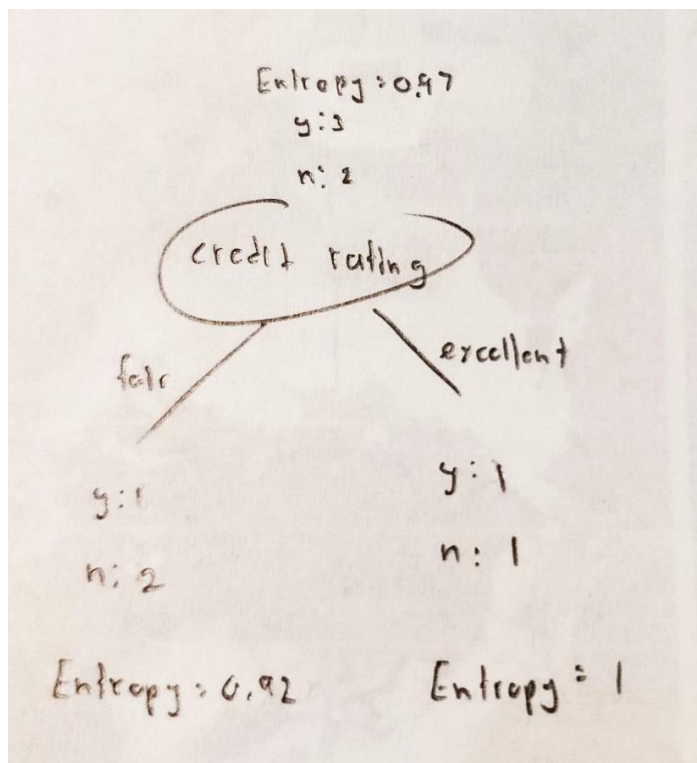 Entropy = 0.97
y: 3
n: 2
credit rating
fair
excellent
y: 1
y: 1
n: 2
n: 1
Entropy = 0.92
Entropy = 1